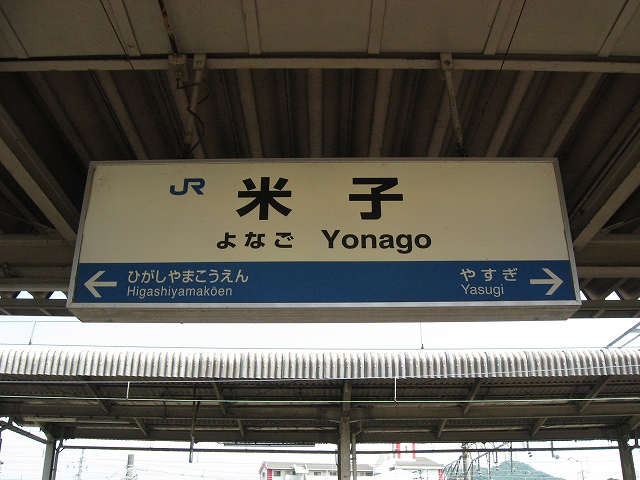 JR 米子
よなご Yonago
← ひがしやまこうえん やすぎ →
Higashiyamakōen Yasugi